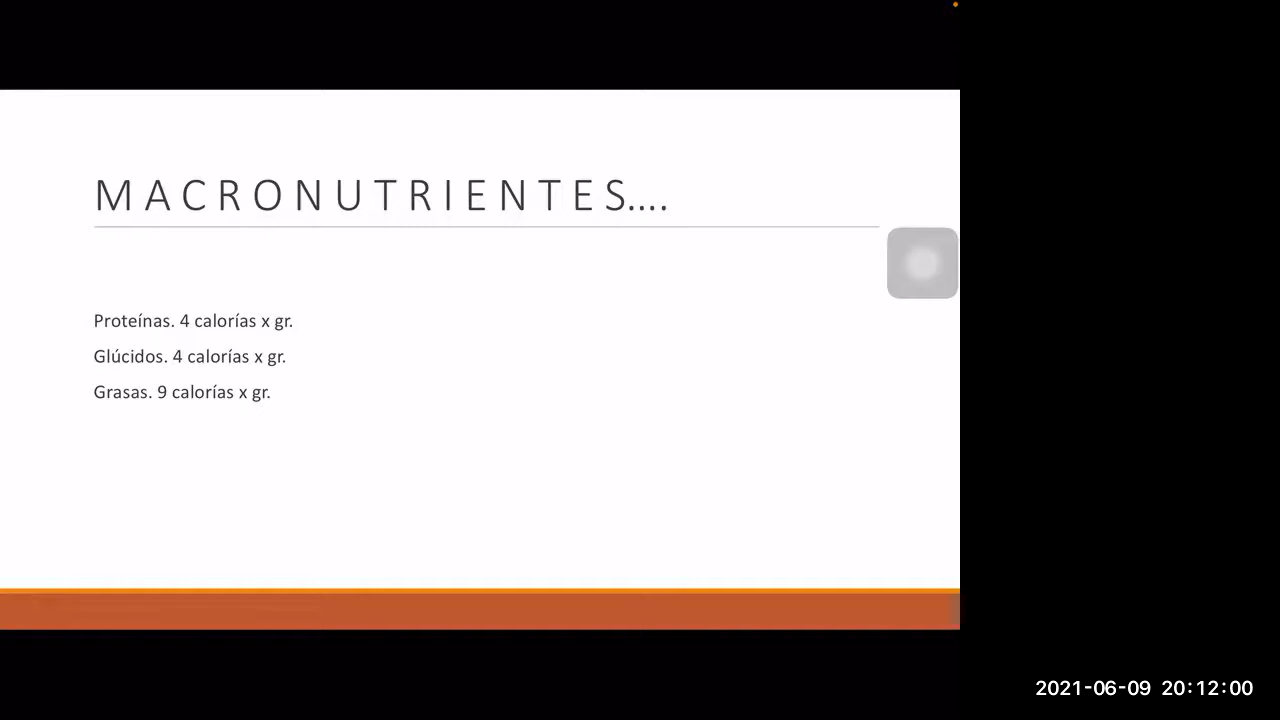 MACRONUTRIENTES....
Proteínas. 4 calorías x gr.
Glúcidos. 4 calorías x gr.
Grasas. 9 calorías x gr.
2021-06-09 20:12:00